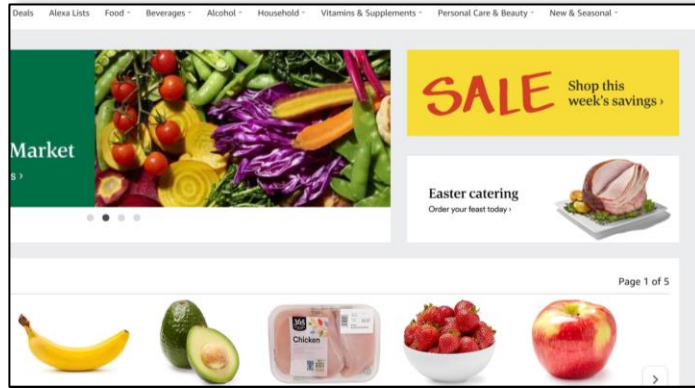 Deals Alexa Lists Food Beverages Alcohol Household Vitamins & Supplements Personal Care & Beauty New & Seasonal
Market
s ›
SALE
Shop this
week's savings ›
Easter catering
Order your feast today ›
Page 1 of 5
365
Chicken